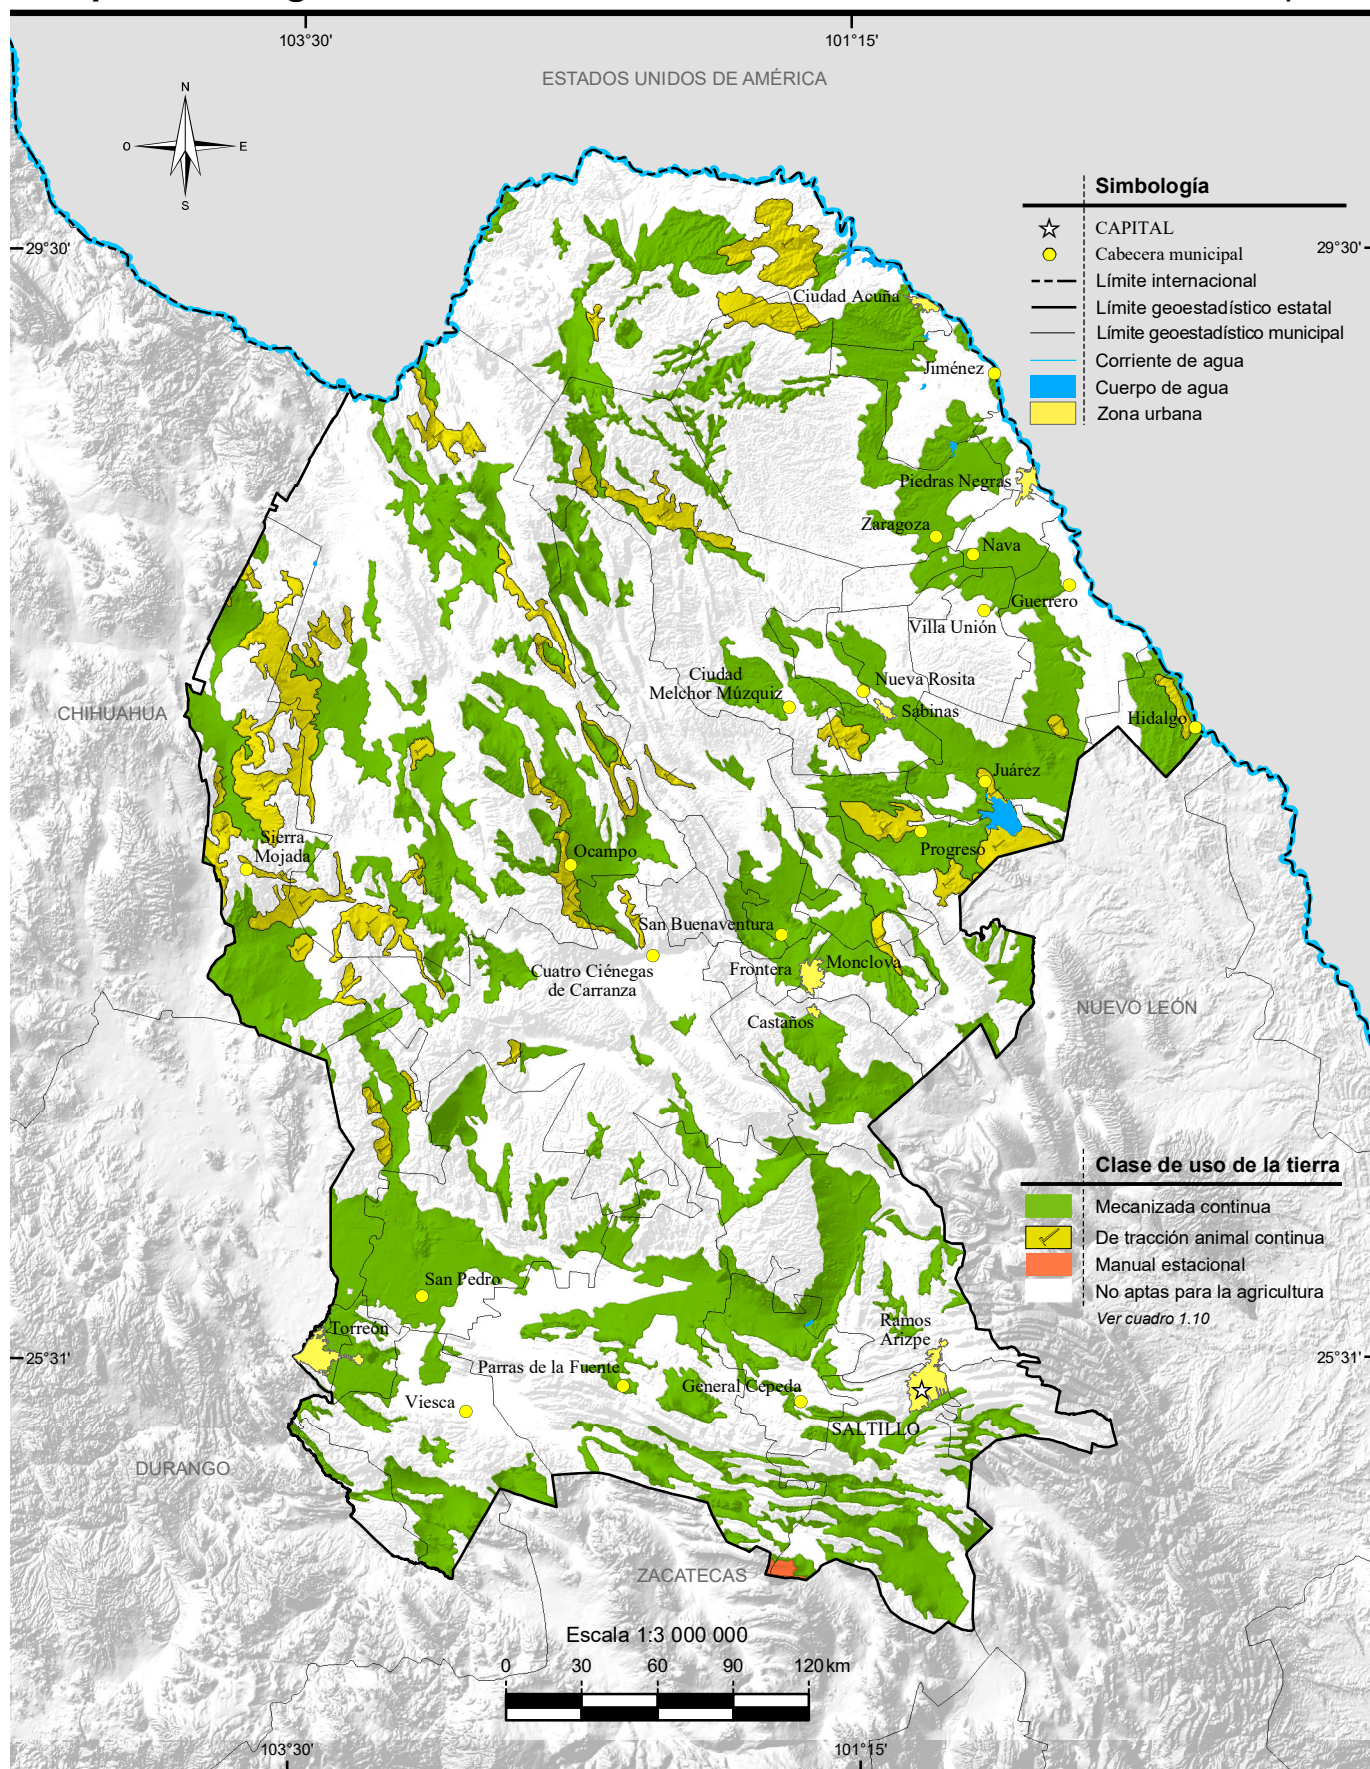 103°30'
101°15'
ESTADOS UNIDOS DE AMÉRICA
N
O
E
S
Simbología
CAPITAL
Cabecera municipal
Límite internacional
Límite geoestadístico estatal
Límite geoestadístico municipal
Corriente de agua
Cuerpo de agua
Zona urbana
29°30'
29°30'
Ciudad Acuña
Jiménez
Piedras Negras
Zaragoza
Nava
Guerrero
Villa Unión
Ciudad
Melchor Múzquiz
Nueva Rosita
Sabinas
CHIHUAHUA
Hidalgo
Juárez
Sierra
Mojada
Ocampo
Progreso
San Buenaventura
Cuatro Ciénegas
de Carranza
Frontera
Monclova
Castaños
NUEVO LEÓN
Clase de uso de la tierra
Mecanizada continua
De tracción animal continua
Manual estacional
No aptas para la agricultura
Ver cuadro 1.10
San Pedro
Torreón
Ramos
Arizpe
25°31'
25°31'
Parras de la Fuente
General Cepeda
Viesca
SALTILLO
DURANGO
ZACATECAS
Escala 1:3 000 000
0 30 60 90 120 km
103°30'
101°15'